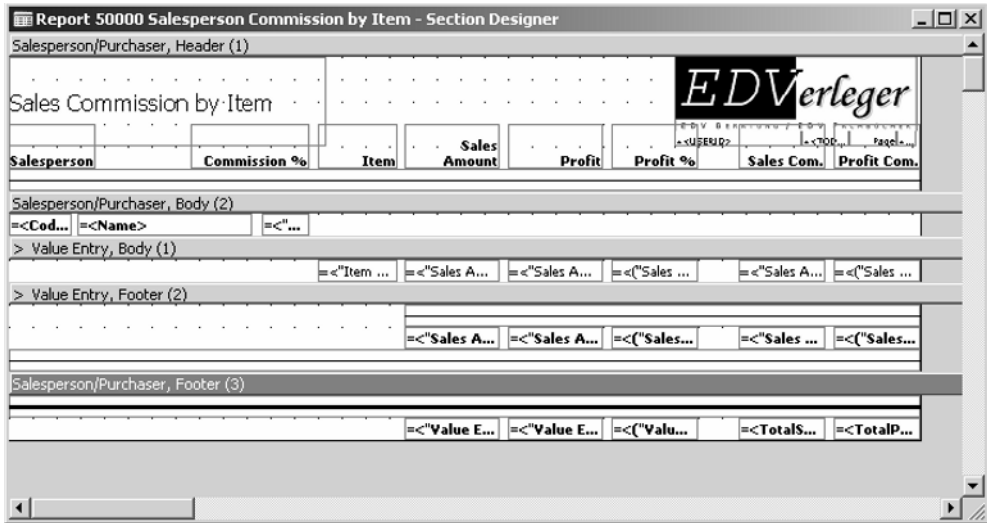 Report 50000 Salesperson Commission by Item - Section Designer
Salesperson/Purchaser, Header (1)
Sales Commission by Item
EDVerleger
=<USERID> =<TOD... Page/=...
Salesperson Commission % Item Sales Amount Profit Profit % Sales Com. Profit Com.
Salesperson/Purchaser, Body (2)
=<Cod... =<Name> =<"...
> Value Entry, Body (1)
=<"Item ... =<"Sales A... =<"Sales A... =<("Sales ... =<"Sales A... =<("Sales ...
> Value Entry, Footer (2)
=<"Sales A... =<"Sales A... =<("Sales... =<"Sales ... =<("Sales...
Salesperson/Purchaser, Footer (3)
=<"Value E... =<"Value E... =<("Valu... =<TotalS... =<TotalP...